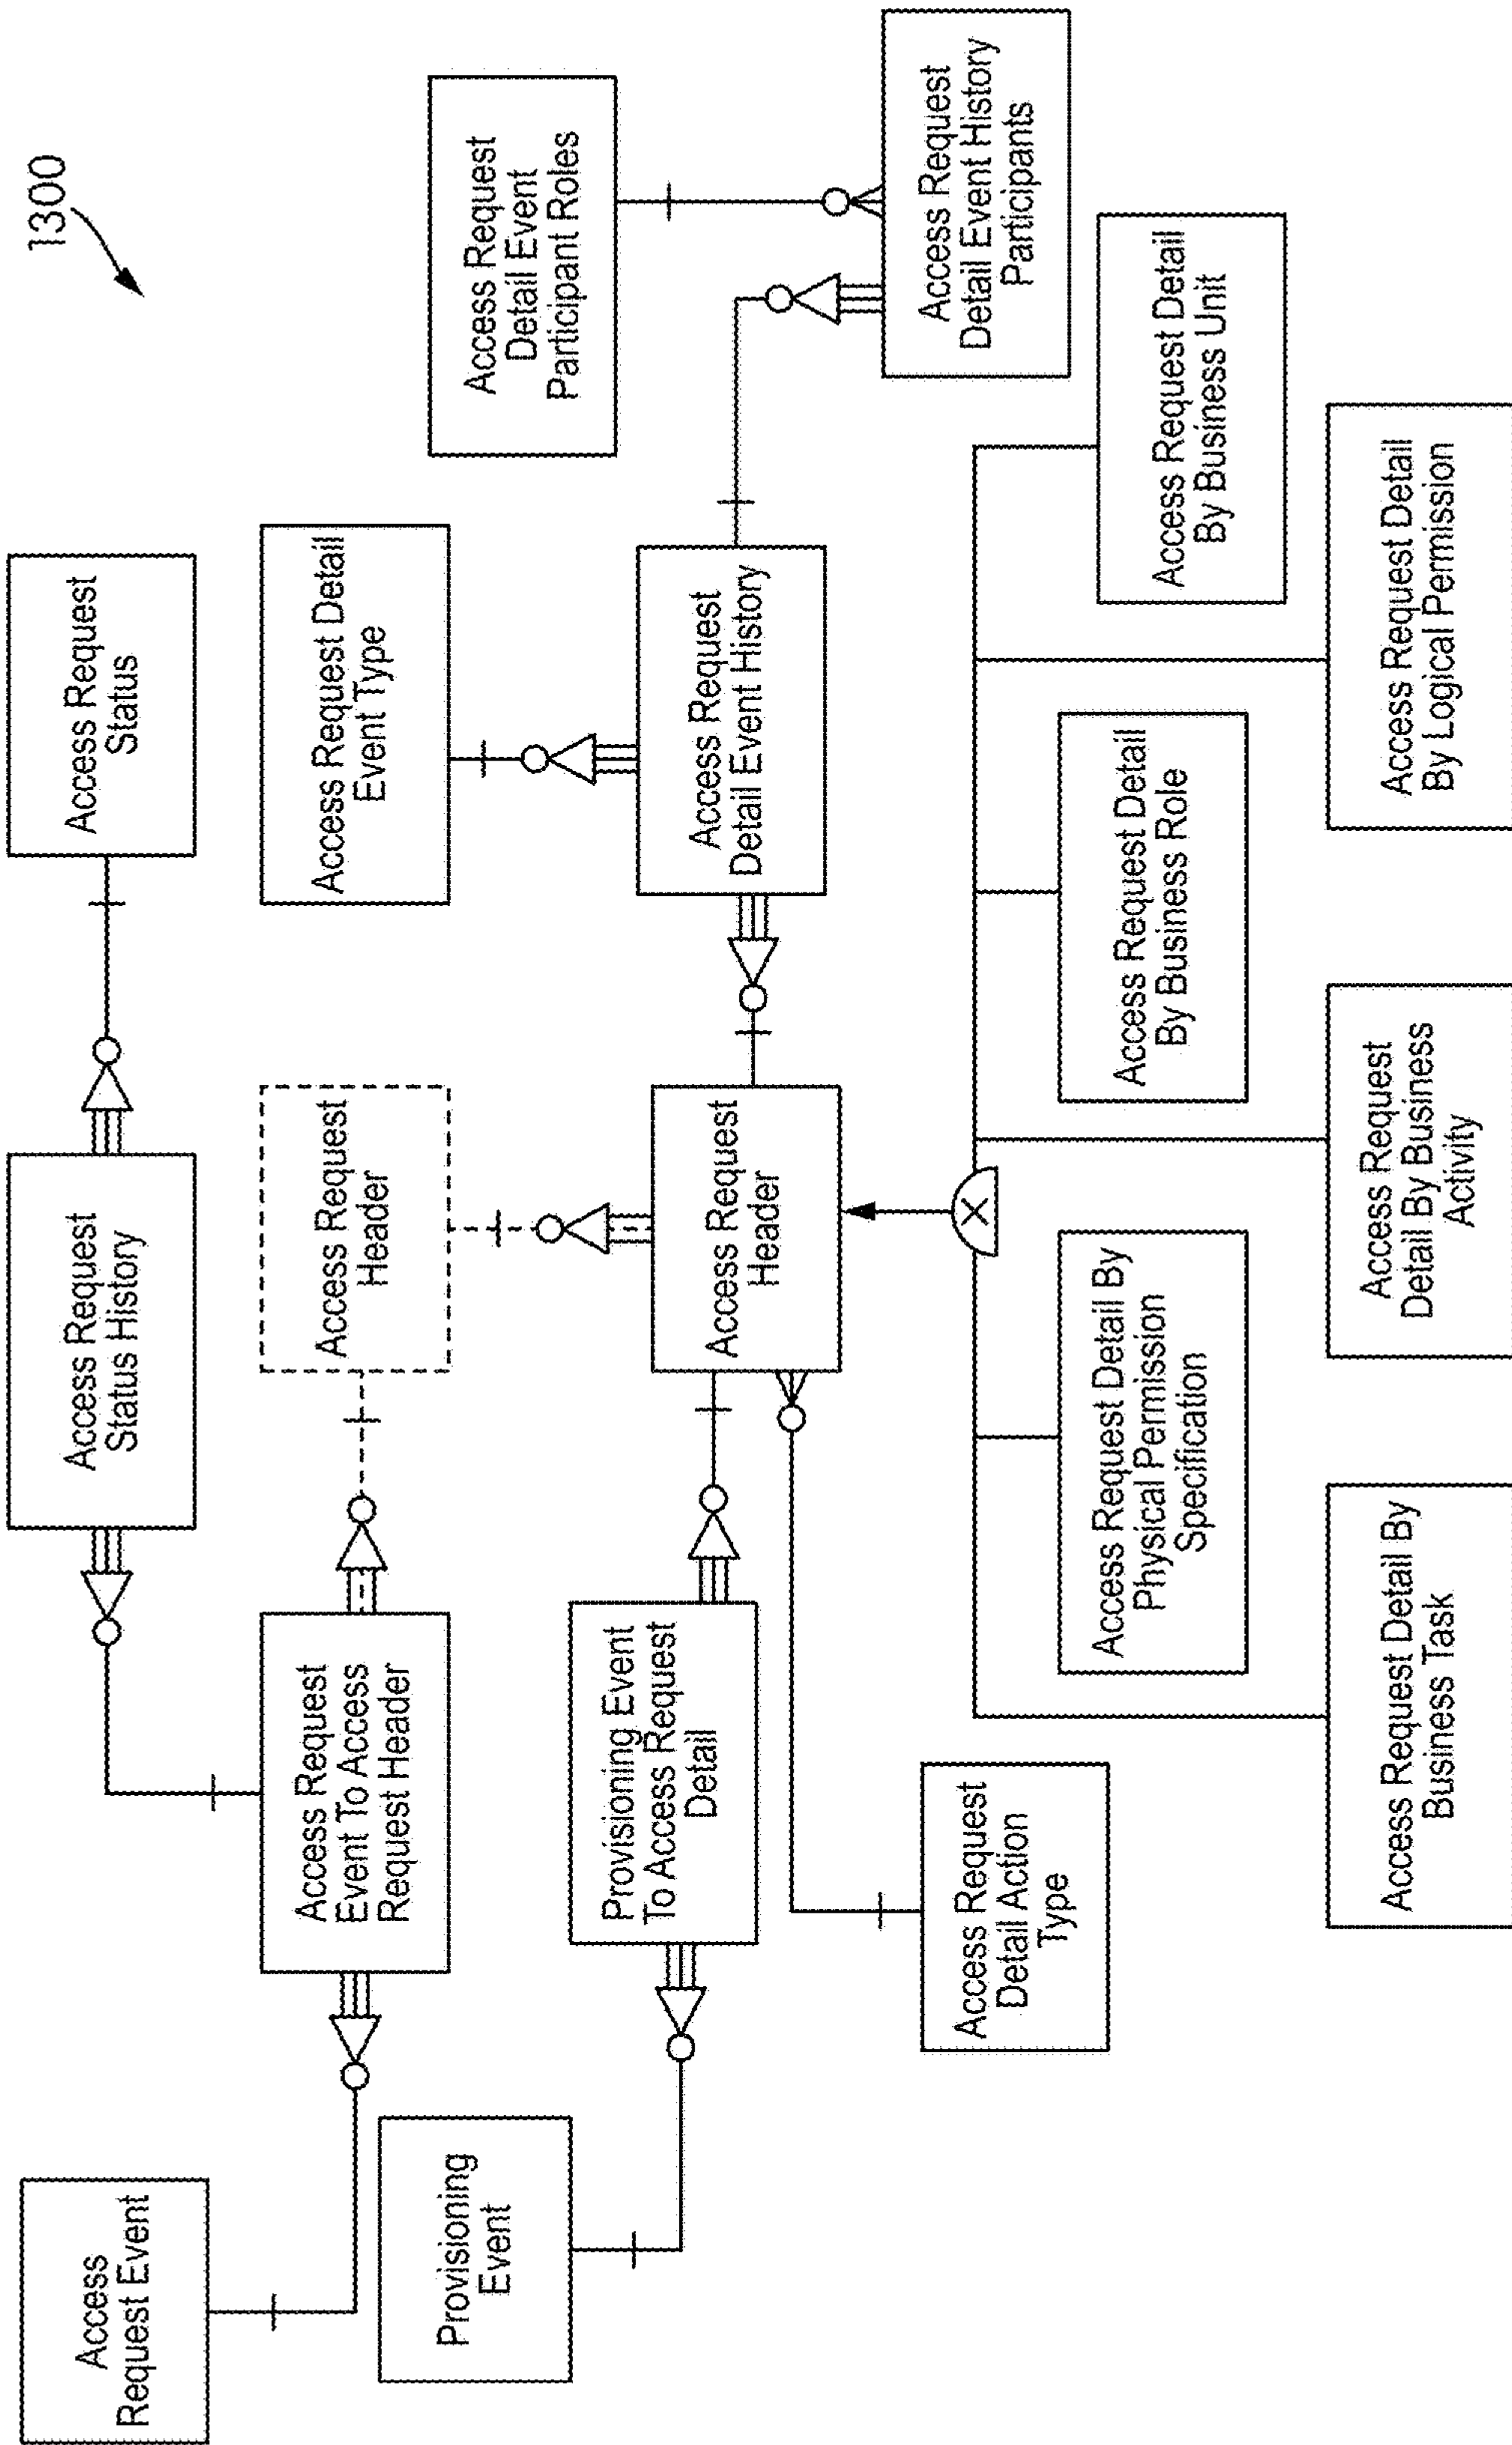 1300
Access Request
Status
Access Request
Status History
Access
Request Event
Access Request Detail
Event Type
Access Request
Header
Access Request
Event To Access
Request Header
Access Request
Detail Event
Participant Roles
Provisioning
Event
Access Request
Detail Event History
Access Request
Header
Provisioning Event
To Access Request
Detail
Access Request
Detail Event History
Participants
Access Request
Detail Action
Type
Access Request Detail
By Business Unit
Access Request Detail
By Business Role
Access Request Detail By
Physical Permission
Specification
Access Request Detail
By Logical Permission
Access Request
Detail By Business
Activity
Access Request Detail By
Business Task
X